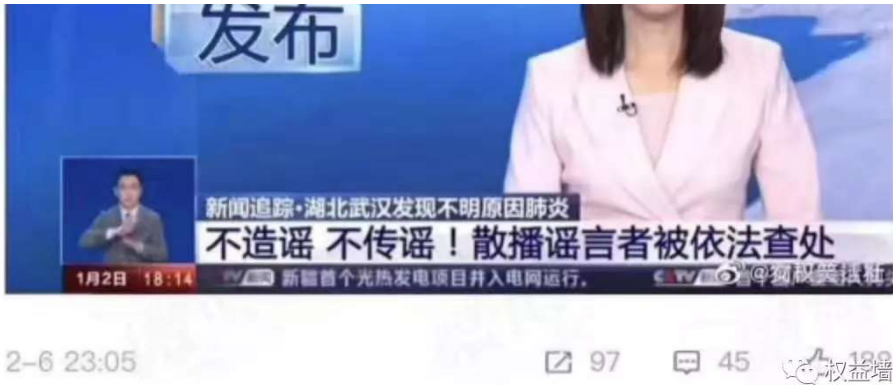 发布
新闻追踪·湖北武汉发现不明原因肺炎
不造谣 不传谣！散播谣言者被依法查处
1月2日 18:14
新疆首个光热发电项目并入电网运行。
2-6 23:05
97
45
权益墙